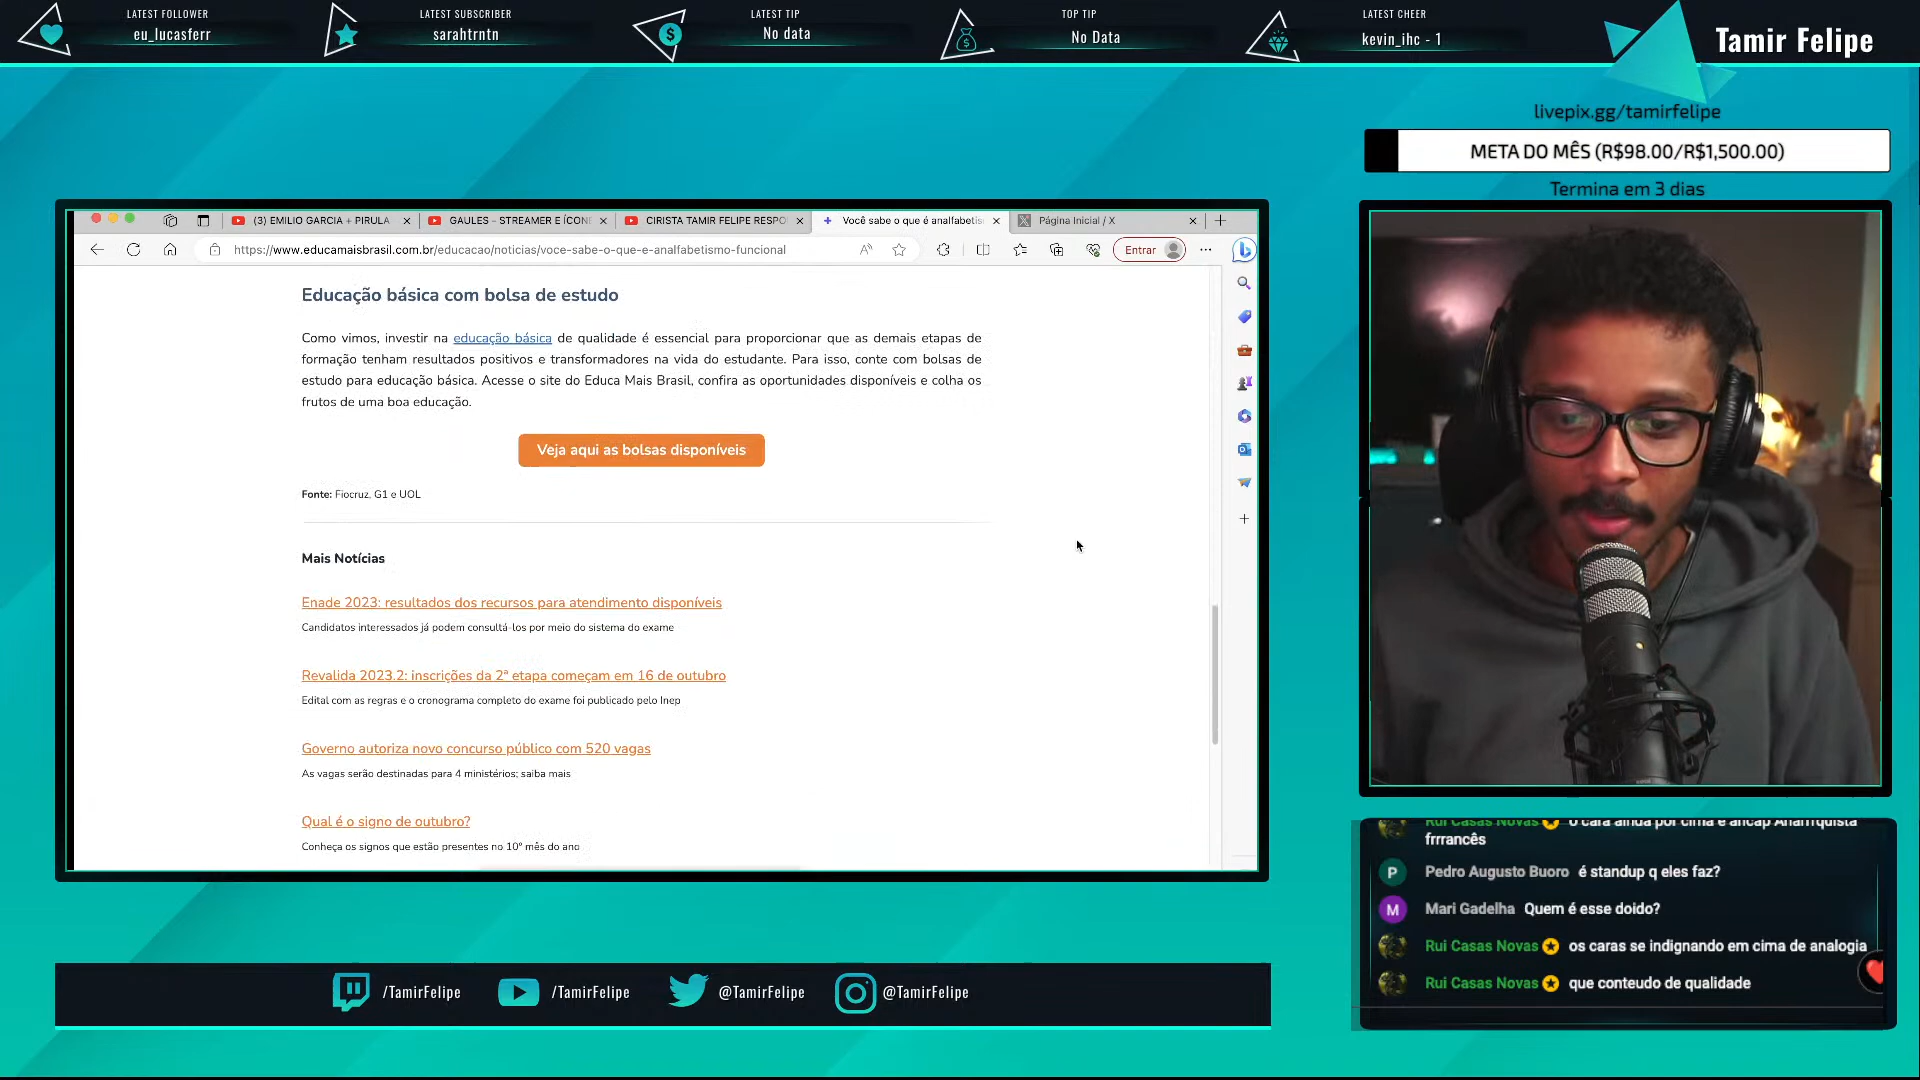 LATEST FOLLOWER
eu_lucasferr
LATEST SUBSCRIBER
sarahtrntn
LATEST TIP
No data
TOP TIP
No Data
LATEST CHEER
kevin_ihc - 1
Tamir Felipe
livepix.gg/tamirfelipe
META DO MÊS (R$98.00/R$1,500.00)
Termina em 3 dias
(3) EMILIO GARCIA + PIRULA
GAULES - STREAMER E ÍCON
CIRISTA TAMIR FELIPE RESPO
Você sabe o que é analfabetis
Página Inicial / X
https://www.educamaisbrasil.com.br/educacao/noticias/voce-sabe-o-que-e-analfabetismo-funcional
Entrar
Educação básica com bolsa de estudo
Como vimos, investir na educação básica de qualidade é essencial para proporcionar que as demais etapas de
formação tenham resultados positivos e transformadores na vida do estudante. Para isso, conte com bolsas de
estudo para educação básica. Acesse o site do Educa Mais Brasil, confira as oportunidades disponíveis e colha os
frutos de uma boa educação.
Veja aqui as bolsas disponíveis
Fonte: Fiocruz, G1 e UOL
Mais Notícias
Enade 2023: resultados dos recursos para atendimento disponíveis
Candidatos interessados já podem consultá-los por meio do sistema do exame
Revalida 2023.2: inscrições da 2ª etapa começam em 16 de outubro
Edital com as regras e o cronograma completo do exame foi publicado pelo Inep
Governo autoriza novo concurso público com 520 vagas
As vagas serão destinadas para 4 ministérios; saiba mais
Qual é o signo de outubro?
Conheça os signos que estão presentes no 10º mês do ano
Rui Casas Novas o cara ainda por cima é ancap Anarrrquista
frrrancês
P Pedro Augusto Buoro é standup q eles faz?
M Mari Gadelha Quem é esse doido?
Rui Casas Novas os caras se indignando em cima de analogia
Rui Casas Novas que conteudo de qualidade
/TamirFelipe
/TamirFelipe
@TamirFelipe
@TamirFelipe